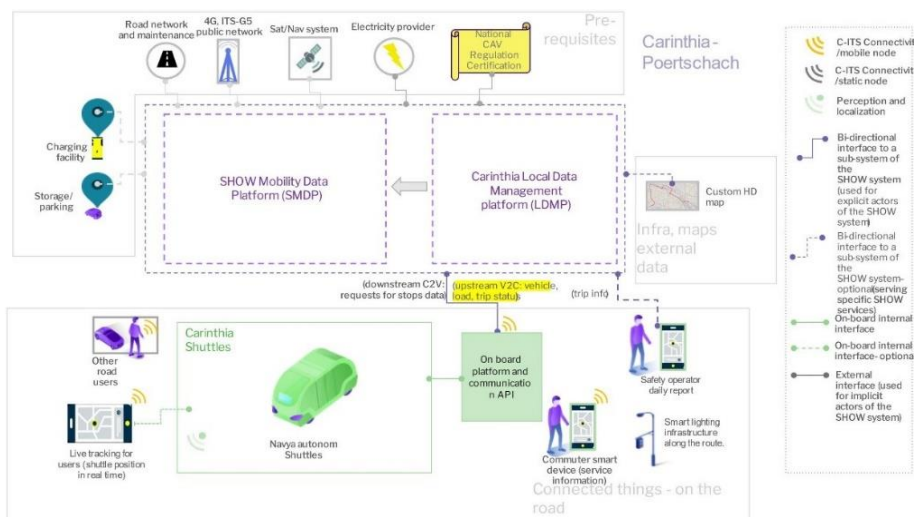 Road network
and maintenance
4G, ITS-G5
public network
Sat/Nav system
Electricity provider
National
CAV
Regulation
Certification
Pre-
requisites
Carinthia -
Poertschach
Charging
facility
Storage/
parking
SHOW Mobility Data
Platform (SMDP)
Carinthia Local Data
Management
platform (LDMP)
Custom HD
map
Infra, maps
external
data
(downstream C2V:
requests for stops data)
(upstream V2C: vehicle,
load, trip status)
(trip info)
Other
road
users
Carinthia
Shuttles
Navya autonom
Shuttles
On board
platform and
communicatio
n API
Live tracking for
users (shuttle position
in real time)
Commuter smart
device (service
information)
Safety operator
daily report
Smart lighting
infrastructure
along the route.
Connected things - on the
road
C-ITS Connectivity
/mobile node
C-ITS Connectivit
/static node
Perception and
localization
Bi-directional
interface to a
sub-system of
the
SHOW system
(used for
explicit actors
of the SHOW
system)
Bi-directional
interface to a
sub-system of
the
SHOW system-
optional(serving
specific SHOW
services)
On-board internal
interface
On-board internal
interface- optional
External
interface (used
for implicit
actors of the
SHOW system)